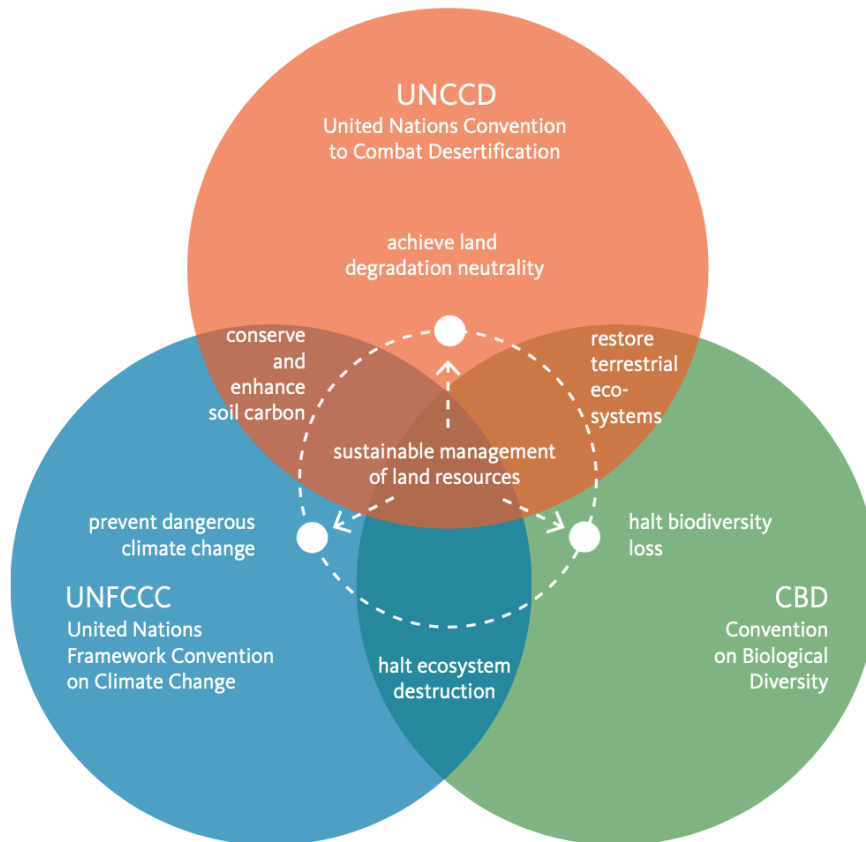 UNCCD
United Nations Convention
to Combat Desertification
achieve land
degradation neutrality
conserve
and
enhance
soil carbon
restore
terrestrial
eco-
systems
sustainable management
of land resources
prevent dangerous
climate change
halt biodiversity
loss
UNFCCC
United Nations
Framework Convention
on Climate Change
CBD
Convention
on Biological
Diversity
halt ecosystem
destruction